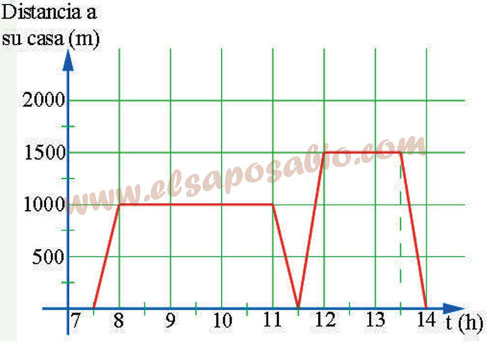 Distancia a
su casa (m)
2000
1500
1000
500
www.elsaposabio.com
7 8 9 10 11 12 13 14 t (h)